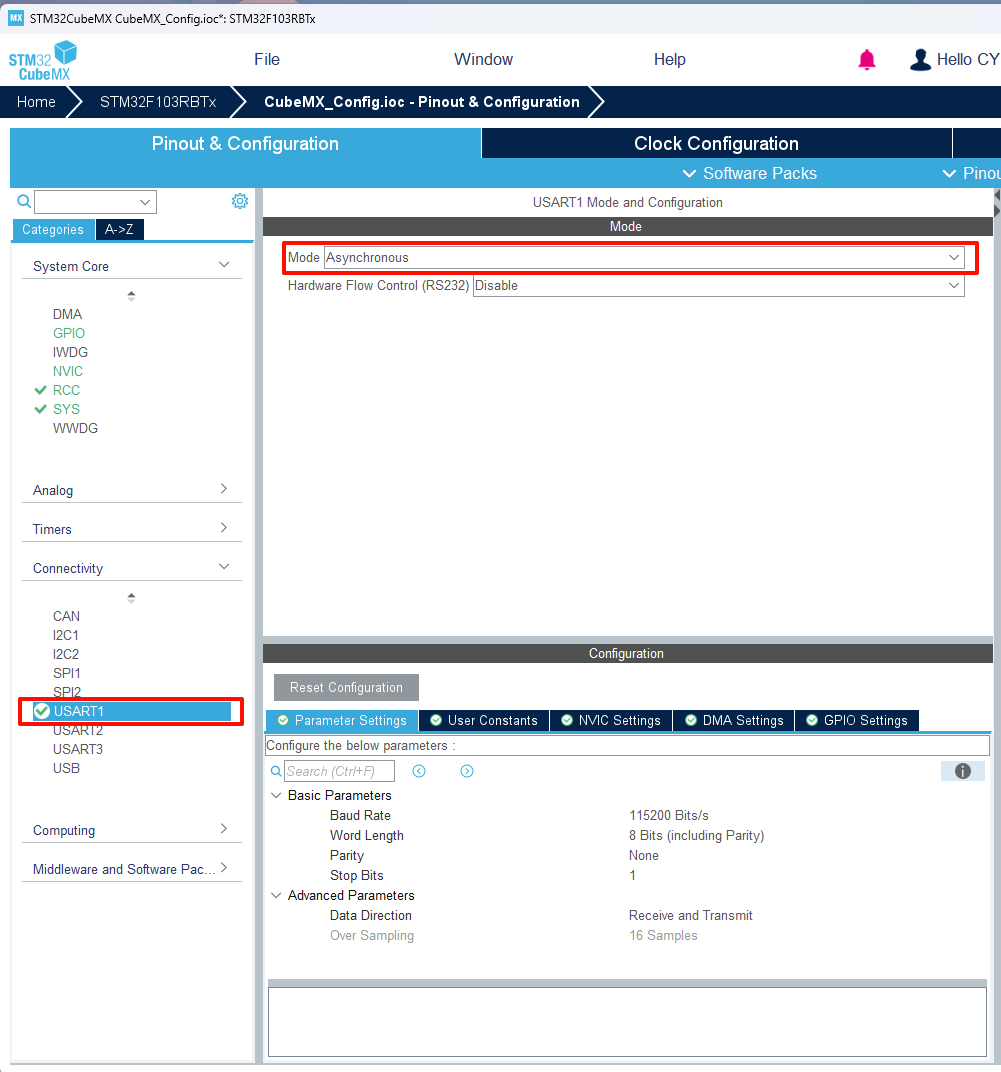 MX STM32CubeMX CubeMX_Config.ioc*: STM32F103RBTx
STM32
CubeMX
File
Window
Help
Hello CY
Home
STM32F103RBTx
CubeMX_Config.ioc - Pinout & Configuration
Pinout & Configuration
Clock Configuration
Software Packs
Pinou
Categories
A->Z
System Core
DMA
GPIO
IWDG
NVIC
RCC
SYS
WWDG
Analog
Timers
Connectivity
CAN
I2C1
I2C2
SPI1
SPI2
USART1
USART2
USART3
USB
Computing
Middleware and Software Pac...
USART1 Mode and Configuration
Mode
Mode Asynchronous
Hardware Flow Control (RS232) Disable
Configuration
Reset Configuration
Parameter Settings
User Constants
NVIC Settings
DMA Settings
GPIO Settings
Configure the below parameters :
Search (Ctrl+F)
Basic Parameters
Baud Rate 115200 Bits/s
Word Length 8 Bits (including Parity)
Parity None
Stop Bits 1
Advanced Parameters
Data Direction Receive and Transmit
Over Sampling 16 Samples